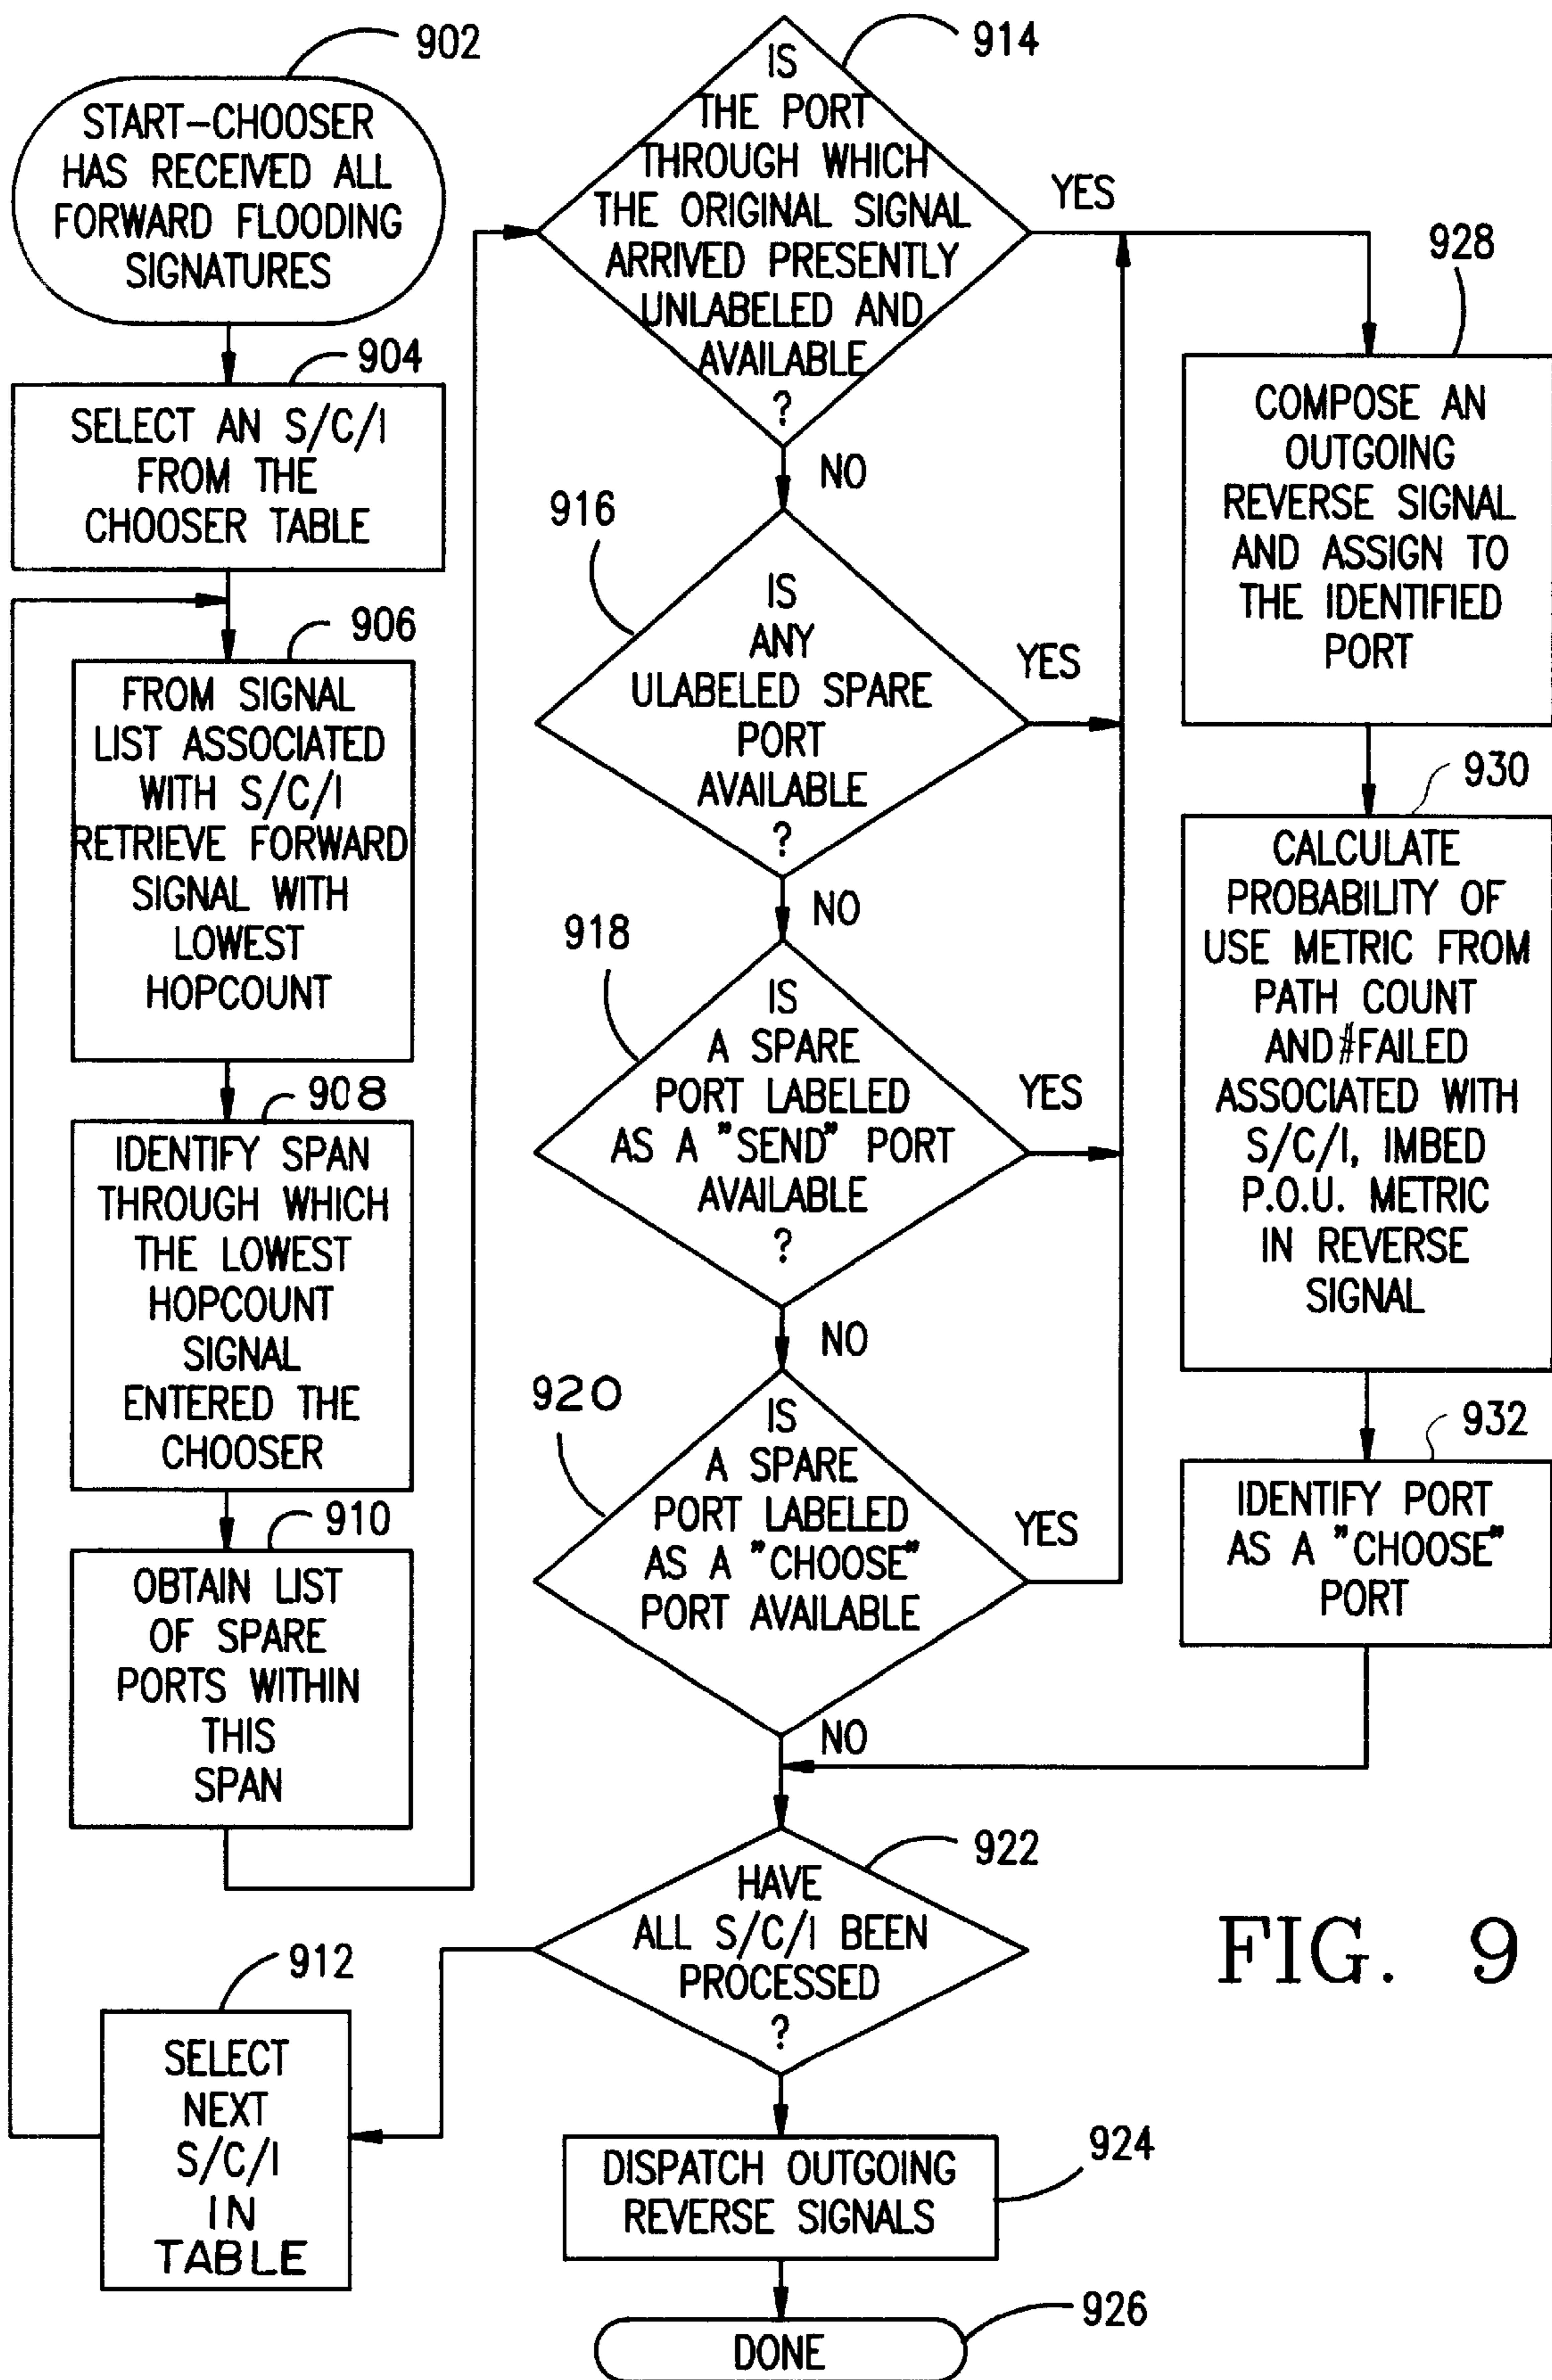 902
START-CHOOSER
HAS RECEIVED ALL
FORWARD FLOODING
SIGNATURES
904
SELECT AN S/C/I
FROM THE
CHOOSER TABLE
906
FROM SIGNAL
LIST ASSOCIATED
WITH S/C/I
RETRIEVE FORWARD
SIGNAL WITH
LOWEST
HOPCOUNT
908
IDENTIFY SPAN
THROUGH WHICH
THE LOWEST
HOPCOUNT
SIGNAL
ENTERED THE
CHOOSER
910
OBTAIN LIST
OF SPARE
PORTS WITHIN
THIS
SPAN
912
SELECT
NEXT
S/C/I
IN
TABLE
914
IS
THE PORT
THROUGH WHICH
THE ORIGINAL SIGNAL
ARRIVED PRESENTLY
UNLABELED AND
AVAILABLE
?
YES
NO
916
IS
ANY
ULABELED SPARE
PORT
AVAILABLE
?
YES
NO
918
IS
A SPARE
PORT LABELED
AS A "SEND" PORT
AVAILABLE
?
YES
NO
920
IS
A SPARE
PORT LABELED
AS A "CHOOSE"
PORT AVAILABLE
YES
NO
922
HAVE
ALL S/C/I BEEN
PROCESSED
?
924
DISPATCH OUTGOING
REVERSE SIGNALS
926
DONE
928
COMPOSE AN
OUTGOING
REVERSE SIGNAL
AND ASSIGN TO
THE IDENTIFIED
PORT
930
CALCULATE
PROBABILITY OF
USE METRIC FROM
PATH COUNT
AND #FAILED
ASSOCIATED WITH
S/C/I, IMBED
P.O.U. METRIC
IN REVERSE
SIGNAL
932
IDENTIFY PORT
AS A "CHOOSE"
PORT
FIG. 9